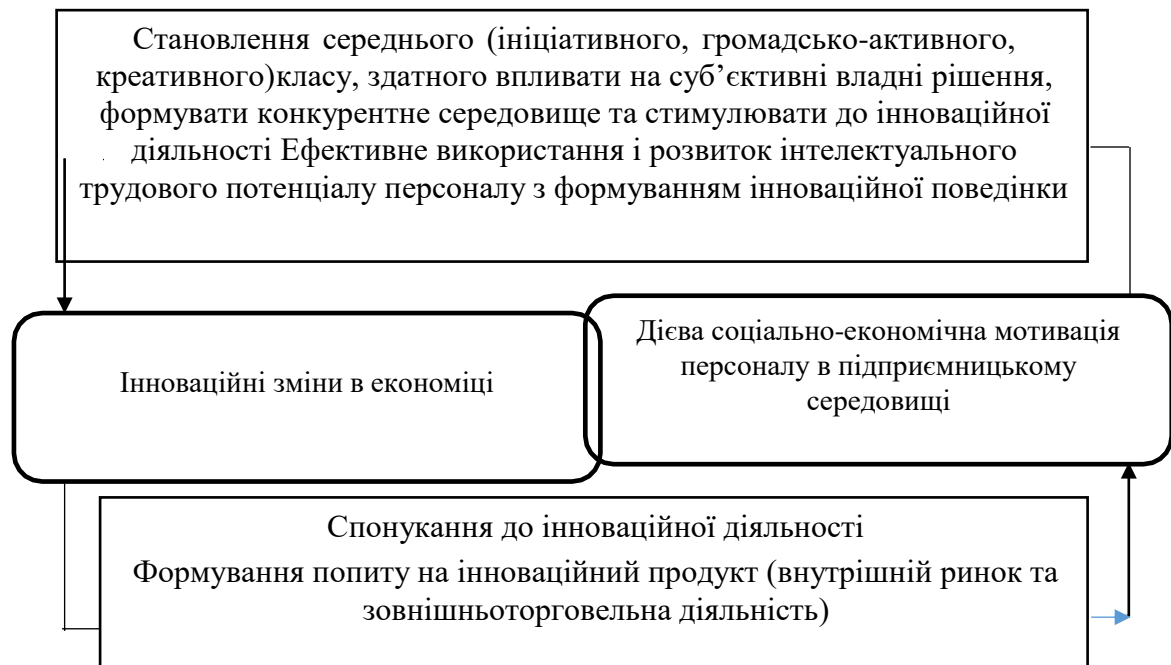 Становлення середнього (ініціативного, громадсько-активного,
креативного)класу, здатного впливати на суб’єктивні владні рішення,
формувати конкурентне середовище та стимулювати до інноваційної
діяльності Ефективне використання і розвиток інтелектуального
трудового потенціалу персоналу з формуванням інноваційної поведінки
Інноваційні зміни в економіці
Дієва соціально-економічна мотивація
персоналу в підприємницькому
середовищі
Спонукання до інноваційної діяльності
Формування попиту на інноваційний продукт (внутрішній ринок та
зовнішньоторговельна діяльність)